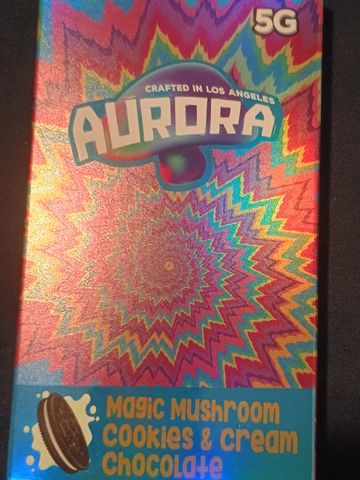 5G
CRAFTED IN LOS ANGELES
AURORA
Magic Mushroom
Cookies & Cream
Chocolate